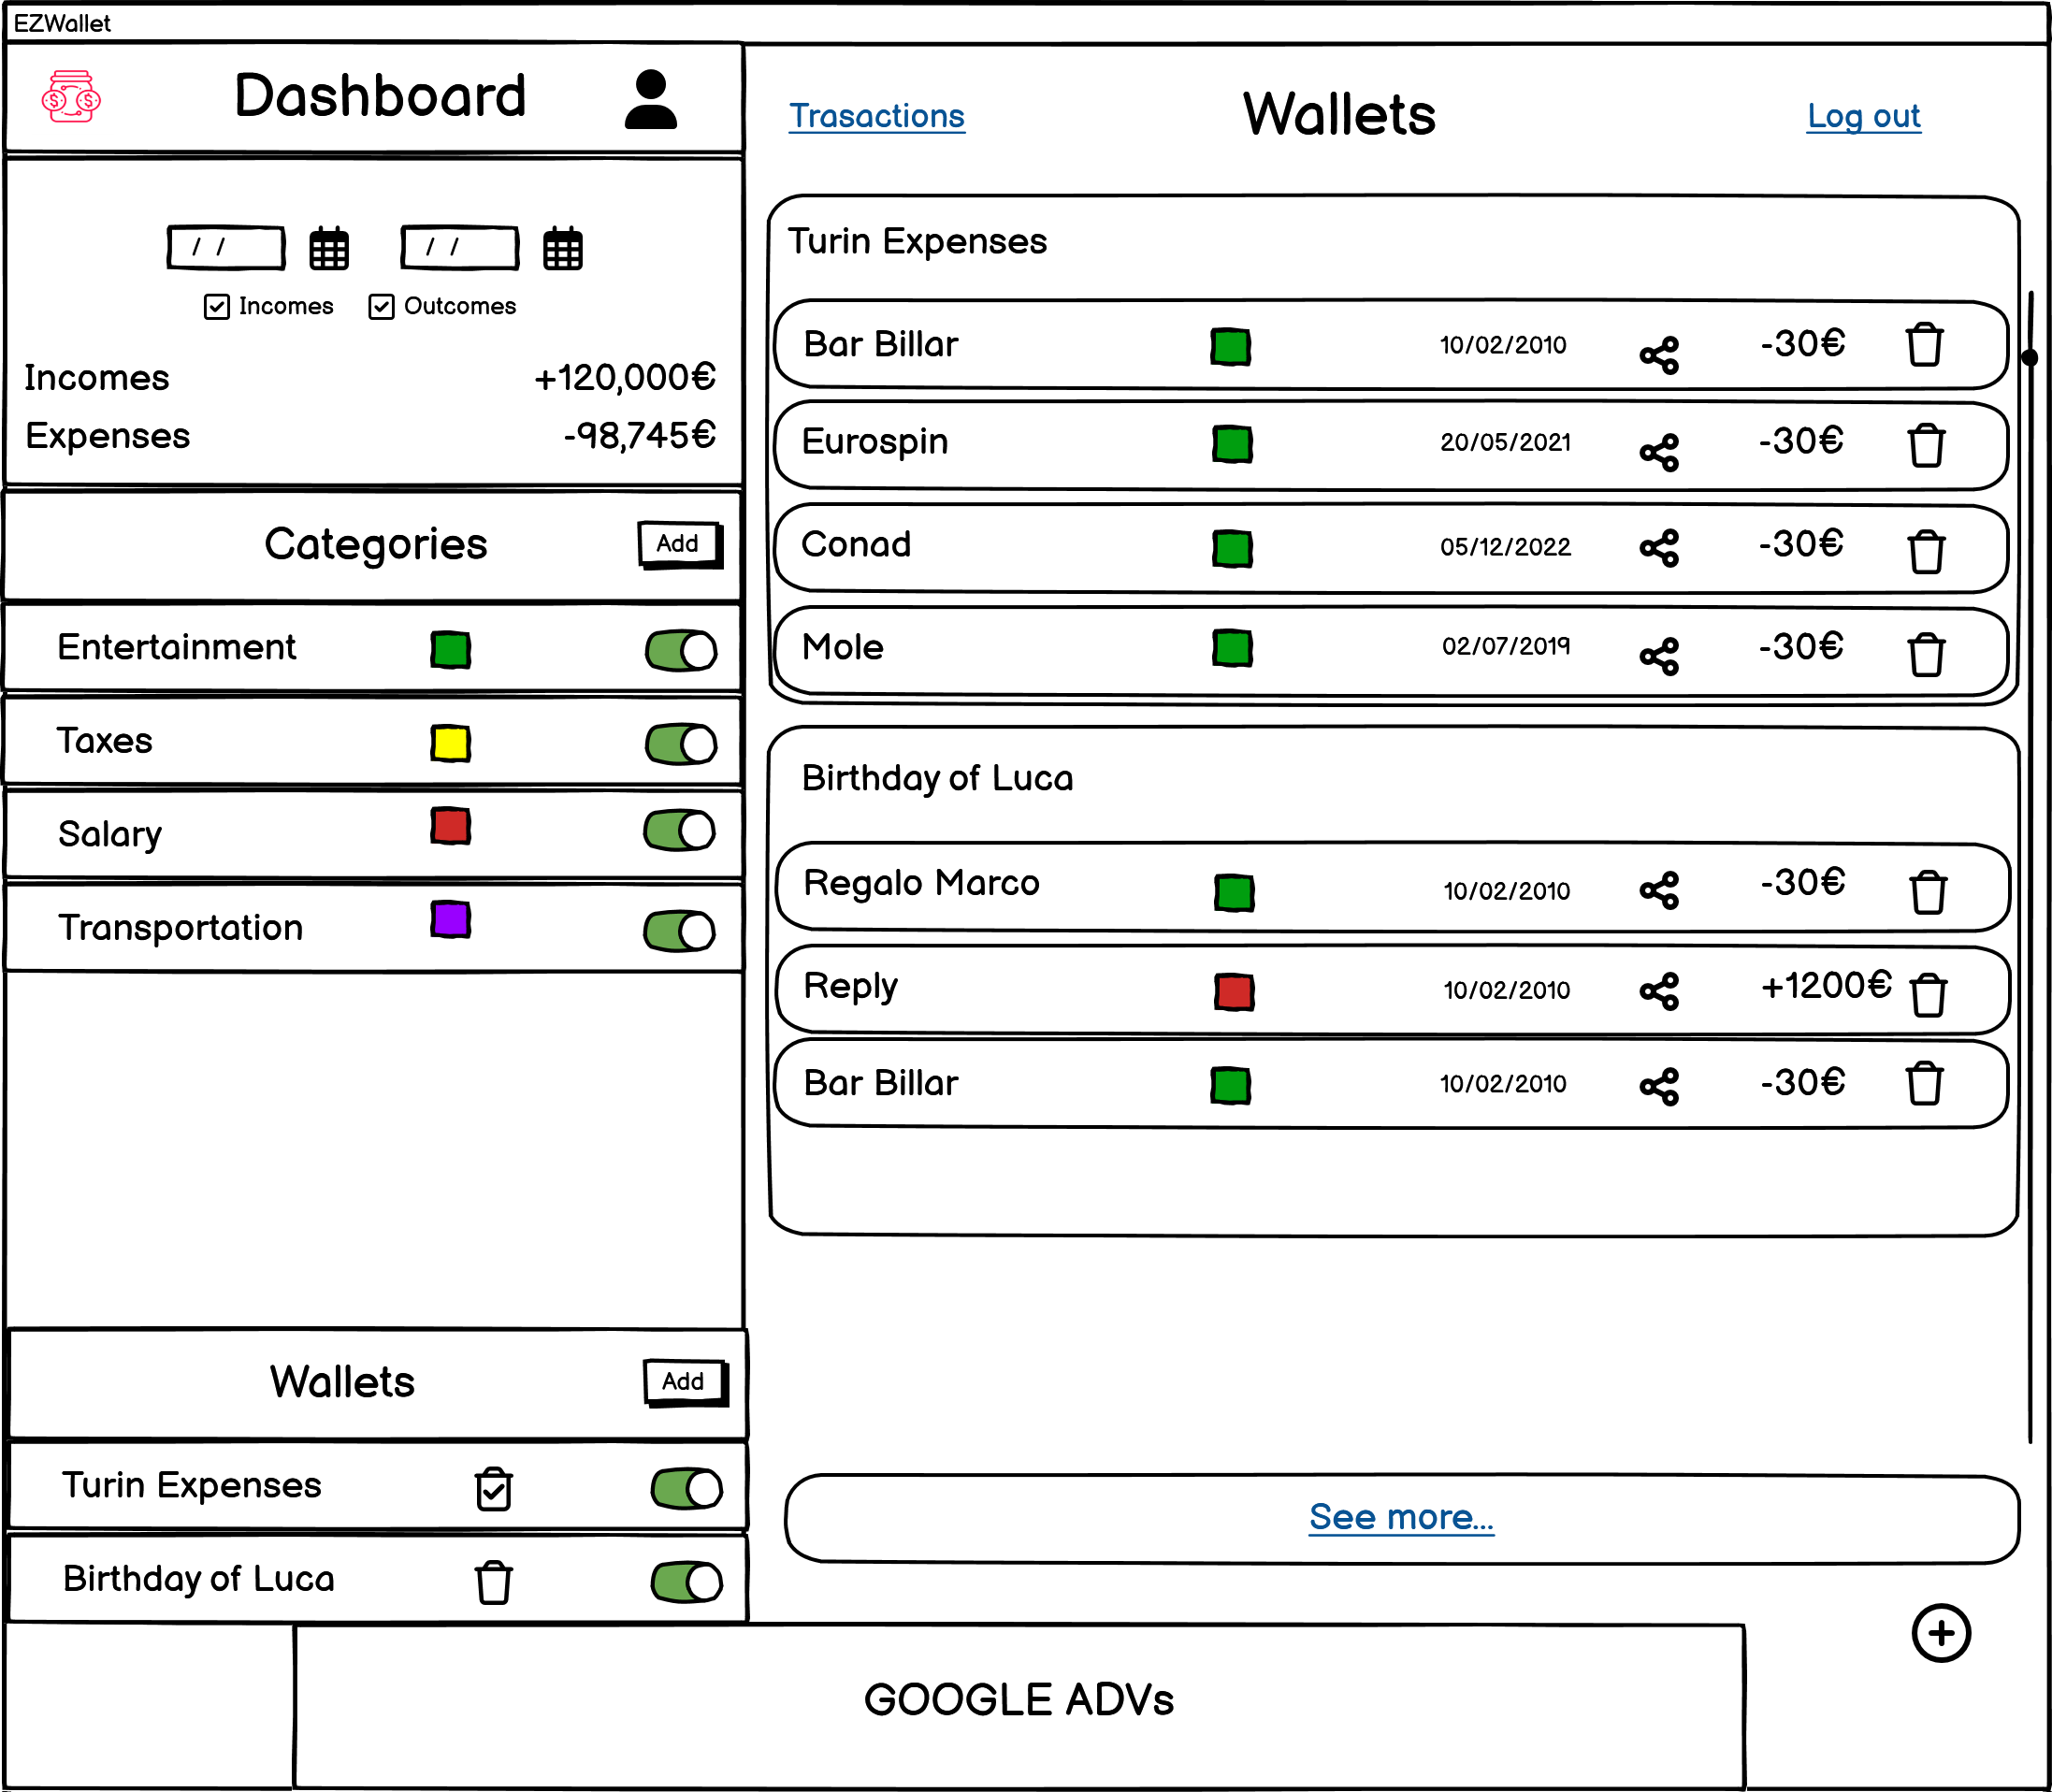 EZWallet
Dashboard
/ /
/ /
Incomes
Outcomes
Incomes +120,000€
Expenses -98,745€
Categories
Add
Entertainment
Taxes
Salary
Transportation
Wallets
Add
Turin Expenses
Birthday of Luca
Trasactions
Wallets
Log out
Turin Expenses
Bar Billar 10/02/2010 -30€
Eurospin 20/05/2021 -30€
Conad 05/12/2022 -30€
Mole 02/07/2019 -30€
Birthday of Luca
Regalo Marco 10/02/2010 -30€
Reply 10/02/2010 +1200€
Bar Billar 10/02/2010 -30€
See more...
GOOGLE ADVs